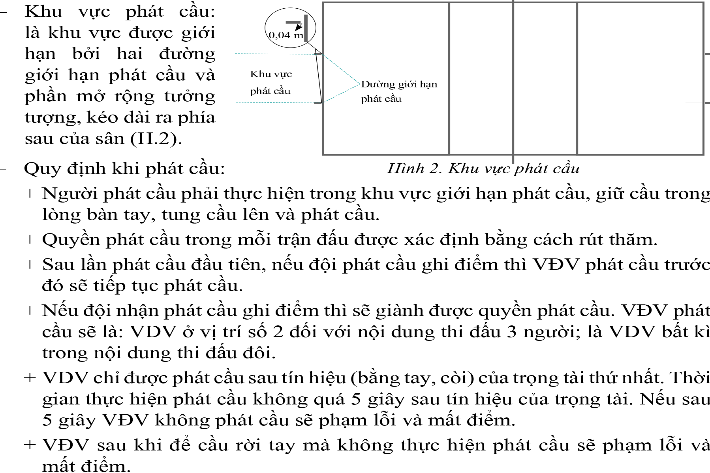 – Khu vực phát cầu:
là khu vực được giới
hạn bởi hai đường
giới hạn phát cầu và
phần mở rộng tưởng
tượng, kéo dài ra phía
sau của sân (H.2).
0,04 m
Khu vực
phát cầu
Đường giới hạn
phát cầu
Hình 2. Khu vực phát cầu
– Quy định khi phát cầu:
+ Người phát cầu phải thực hiện trong khu vực giới hạn phát cầu, giữ cầu trong
lòng bàn tay, tung cầu lên và phát cầu.
+ Quyền phát cầu trong mỗi trận đấu được xác định bằng cách rút thăm.
+ Sau lần phát cầu đầu tiên, nếu đội phát cầu ghi điểm thì VĐV phát cầu trước
đó sẽ tiếp tục phát cầu.
+ Nếu đội nhận phát cầu ghi điểm thì sẽ giành được quyền phát cầu. VĐV phát
cầu sẽ là: VĐV ở vị trí số 2 đối với nội dung thi đấu 3 người; là VĐV bất kì
trong nội dung thi đấu đôi.
+ VĐV chỉ được phát cầu sau tín hiệu (bằng tay, còi) của trọng tài thứ nhất. Thời
gian thực hiện phát cầu không quá 5 giây sau tín hiệu của trọng tài. Nếu sau
5 giây VĐV không phát cầu sẽ phạm lỗi và mất điểm.
+ VĐV sau khi để cầu rời tay mà không thực hiện phát cầu sẽ phạm lỗi và
mất điểm.